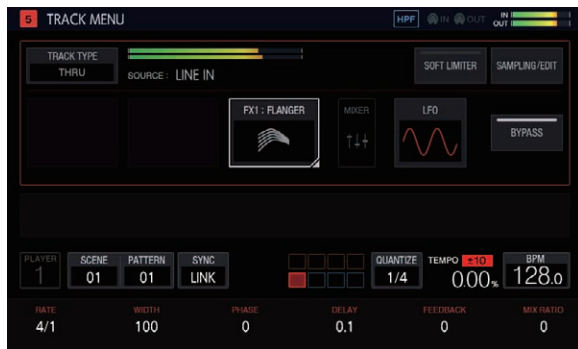 5 TRACK MENU HPF IN OUT IN
OUT
TRACK TYPE
THRU
SOURCE : LINE IN
SOFT LIMITER
SAMPLING/EDIT
FX1 : FLANGER
MIXER
LFO
BYPASS
PLAYER
1
SCENE
01
PATTERN
01
SYNC
LINK
QUANTIZE
1/4
TEMPO ±10
0.00%
BPM
128.0
RATE WIDTH PHASE DELAY FEEDBACK MIX RATIO
4/1 100 0 0.1 0 0